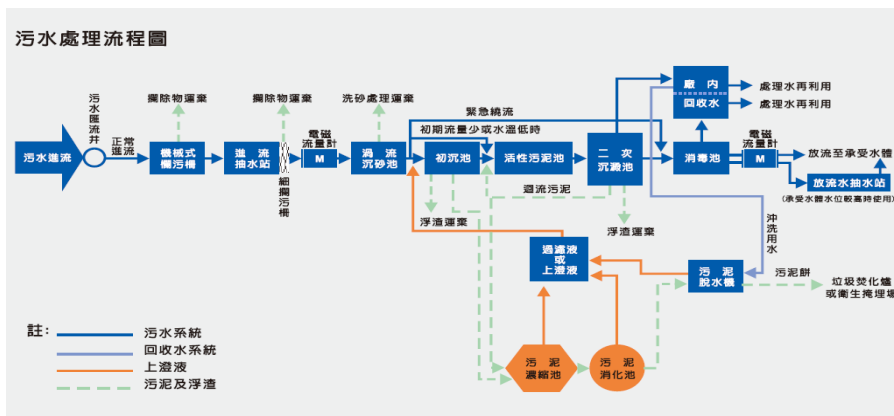 污水處理流程圖
污水進流
污水匯流井
正常
進流
攔除物運棄
機械式
攔污柵
進流
抽水站
攔除物運棄
細攔污柵
電磁
流量計
M
洗砂處理運棄
渦流
沉砂池
緊急繞流
初期流量少或水溫低時
初沉池
活性污泥池
二次
沉澱池
廠內
回收水
處理水再利用
處理水再利用
消毒池
電磁
流量計
M
放流至承受水體
放流水抽水站
(承受水體水位較高時使用)
迴流污泥
浮渣運棄
浮渣運棄
沖洗用水
過濾液
或
上澄液
污泥
脫水機
污泥餅
垃圾焚化爐
或衛生掩埋場
污泥
濃縮池
污泥
消化池
註:
污水系統
回收水系統
上澄液
污泥及浮渣